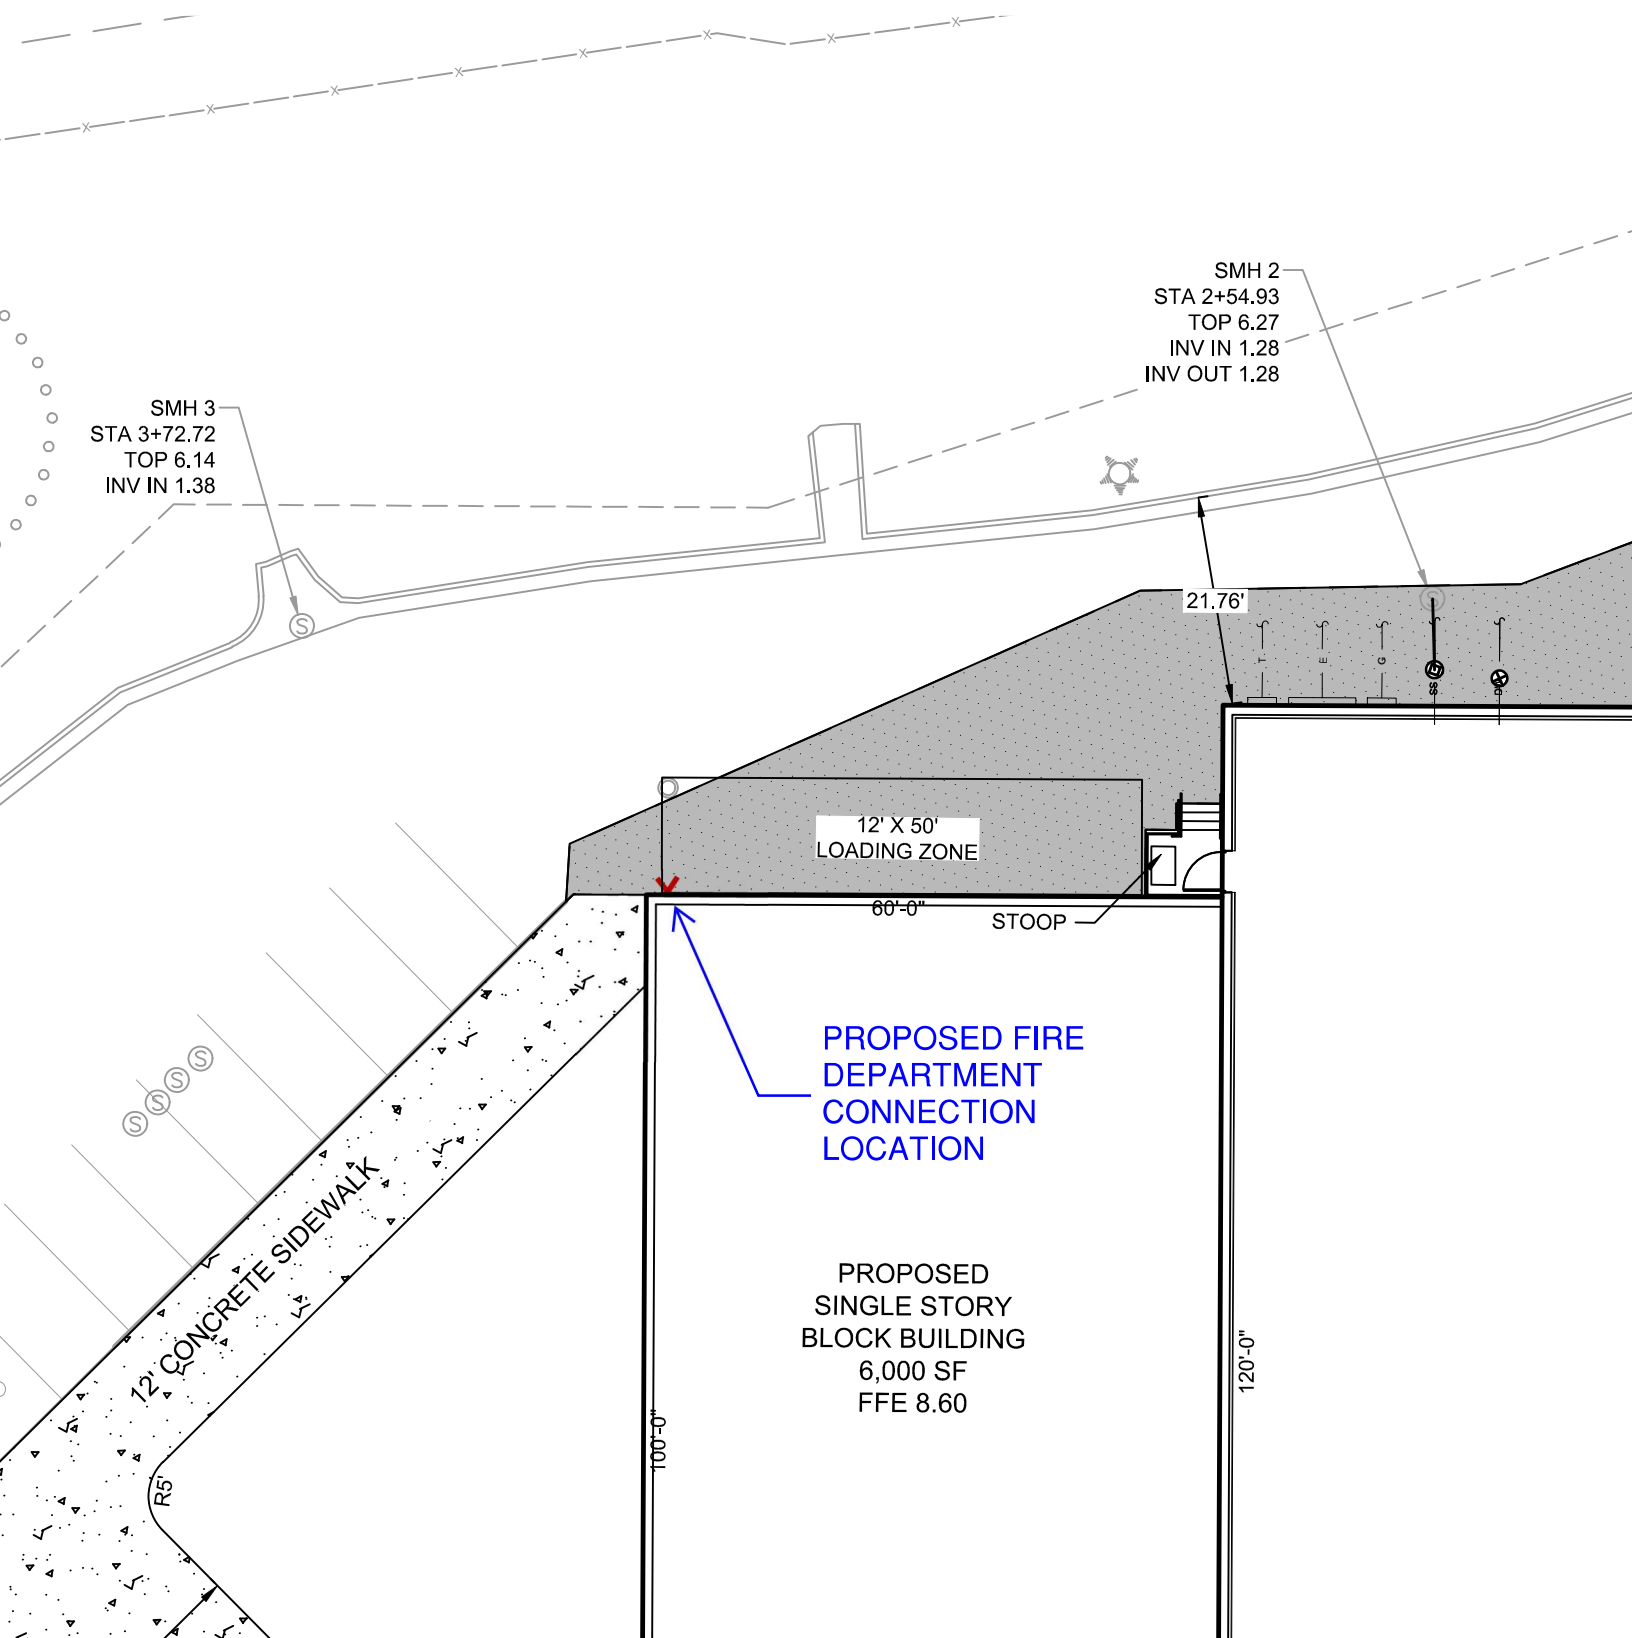 SMH 2
STA 2+54.93
TOP 6.27
INV IN 1.28
INV OUT 1.28
SMH 3
STA 3+72.72
TOP 6.14
INV IN 1.38
S
S
21.76'
T
E
G
SS
12' X 50'
LOADING ZONE
60'-0"
STOOP
PROPOSED FIRE
DEPARTMENT
CONNECTION
LOCATION
S
S
S
S
12' CONCRETE SIDEWALK
PROPOSED
SINGLE STORY
BLOCK BUILDING
6,000 SF
FFE 8.60
120'-0"
100'-0"
R5'